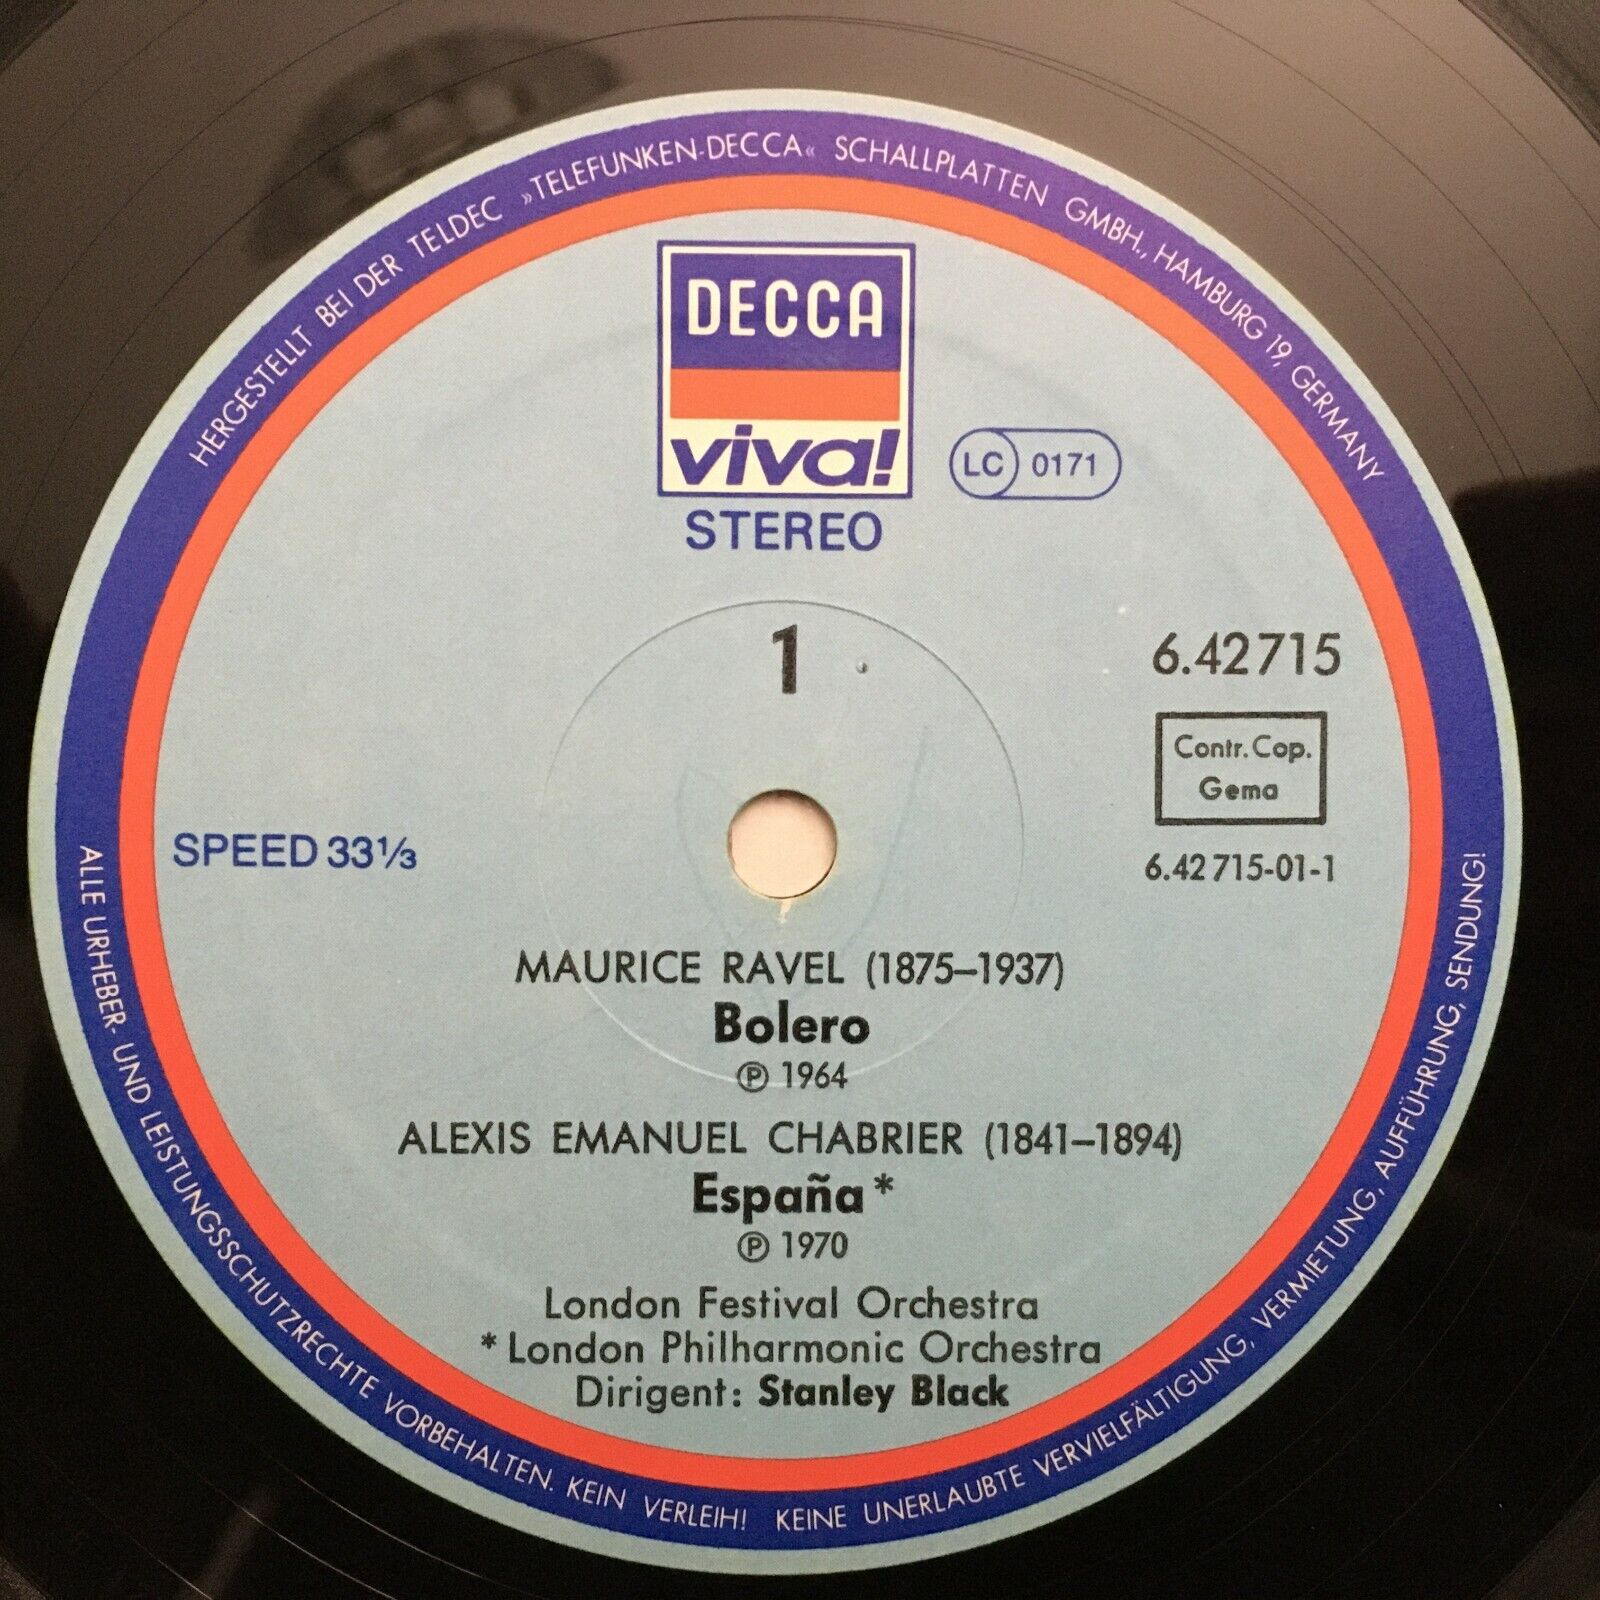 HERGESTELLT BEI DER TELDEC »TELEFUNKEN-DECCA« SCHALLPLATTEN GMBH., HAMBURG 19, GERMANY
DECCA
viva!
LC 0171
STEREO
1
6.42715
Contr. Cop.
Gema
SPEED 33⅓
6.42 715-01-1
MAURICE RAVEL (1875–1937)
Bolero
℗ 1964
ALEXIS EMANUEL CHABRIER (1841–1894)
España*
℗ 1970
London Festival Orchestra
*London Philharmonic Orchestra
Dirigent: Stanley Black
ALLE URHEBER- UND LEISTUNGSSCHUTZRECHTE VORBEHALTEN. KEIN VERLEIH! KEINE UNERLAUBTE VERVIELFÄLTIGUNG, VERMIETUNG, AUFFÜHRUNG, SENDUNG!